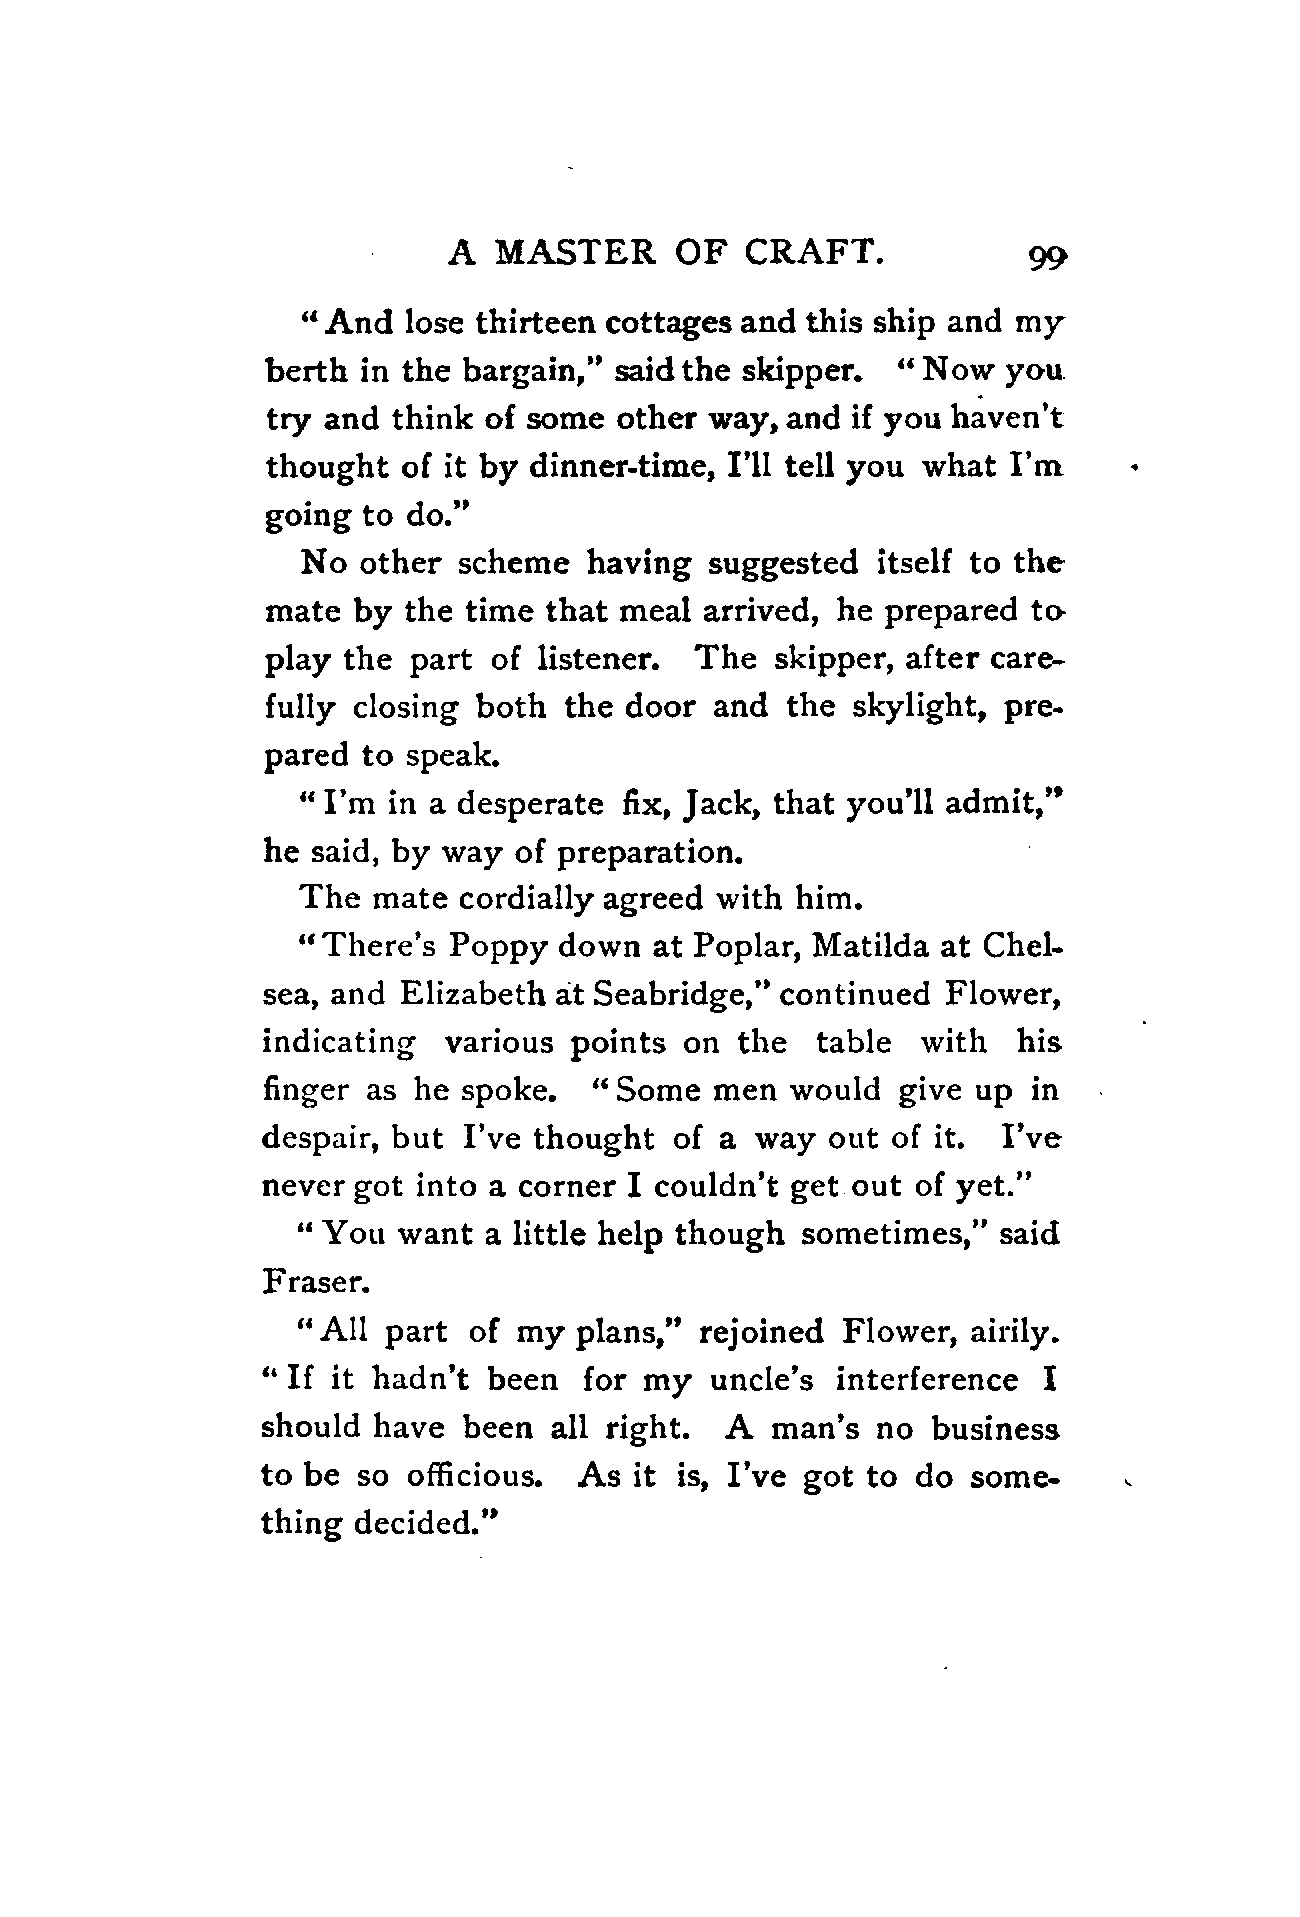 A MASTER OF CRAFT. 99
“And lose thirteen cottages and this ship and my
berth in the bargain,” said the skipper. “Now you
try and think of some other way, and if you haven't
thought of it by dinner-time, I'll tell you what I'm
going to do.”
No other scheme having suggested itself to the
mate by the time that meal arrived, he prepared to
play the part of listener. The skipper, after care-
fully closing both the door and the skylight, pre-
pared to speak.
“I'm in a desperate fix, Jack, that you'll admit,”
he said, by way of preparation.
The mate cordially agreed with him.
“There's Poppy down at Poplar, Matilda at Chel-
sea, and Elizabeth at Seabridge,” continued Flower,
indicating various points on the table with his
finger as he spoke. “Some men would give up in
despair, but I've thought of a way out of it. I've
never got into a corner I couldn't get out of yet.”
“You want a little help though sometimes,” said
Fraser.
“All part of my plans,” rejoined Flower, airily.
“If it hadn't been for my uncle's interference I
should have been all right. A man's no business
to be so officious. As it is, I've got to do some-
thing decided.”